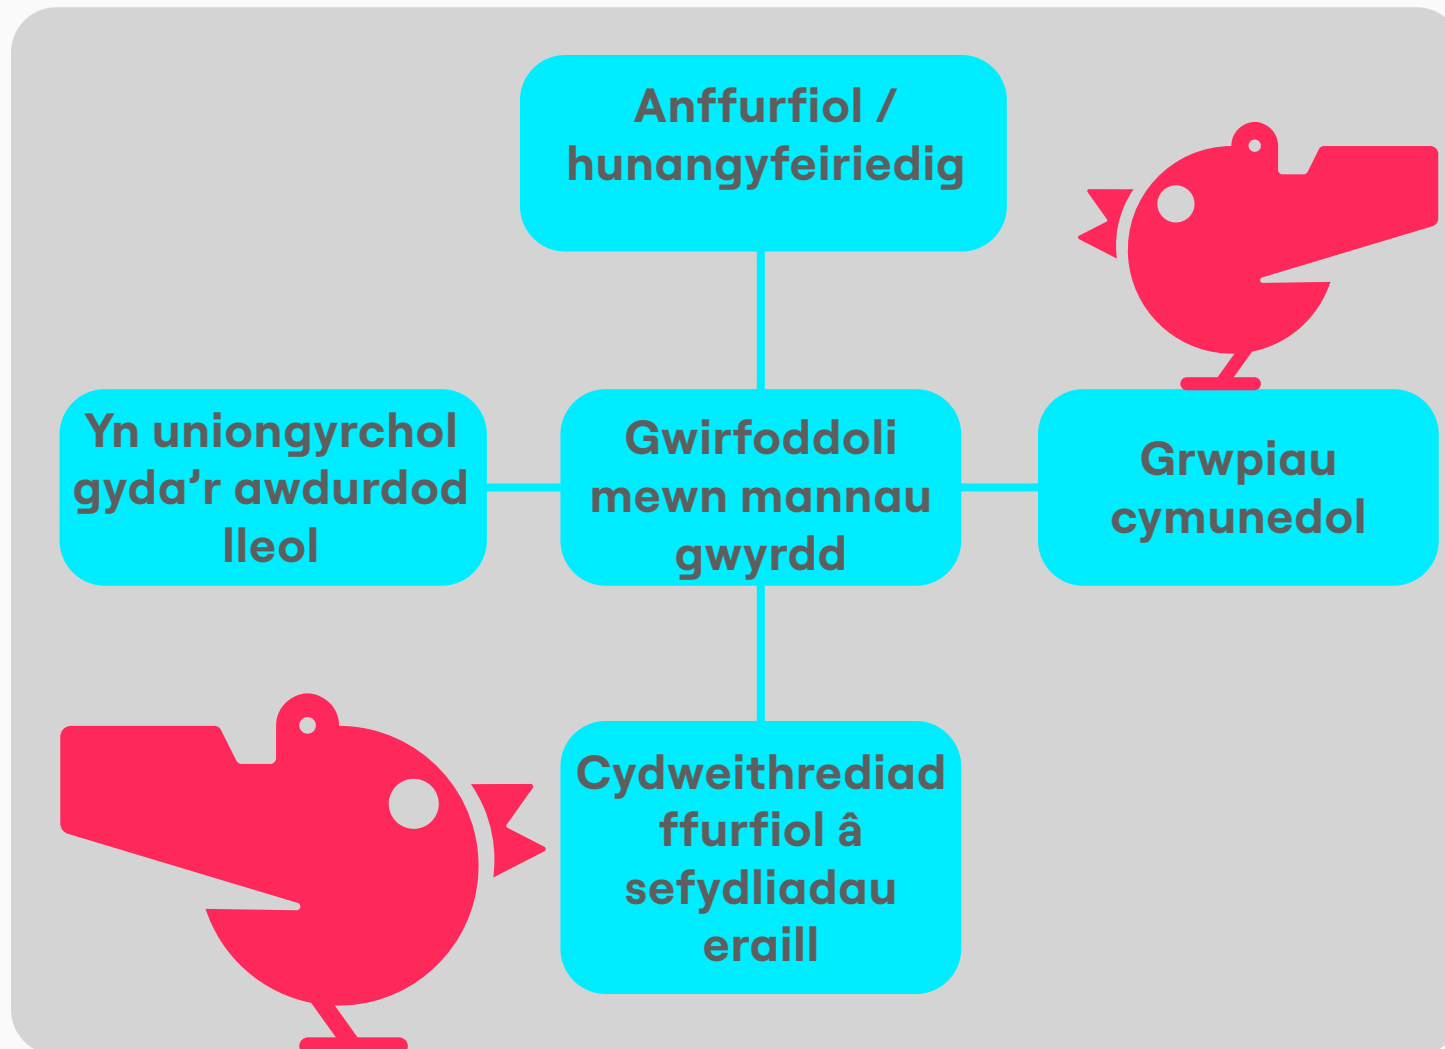 Anffurfiol /
hunangyfeiriedig
Yn uniongyrchol
gyda’r awdurdod
lleol
Gwirfoddoli
mewn mannau
gwyrdd
Grwpiau
cymunedol
Cydweithrediad
ffurfiol â
sefydliadau
eraill